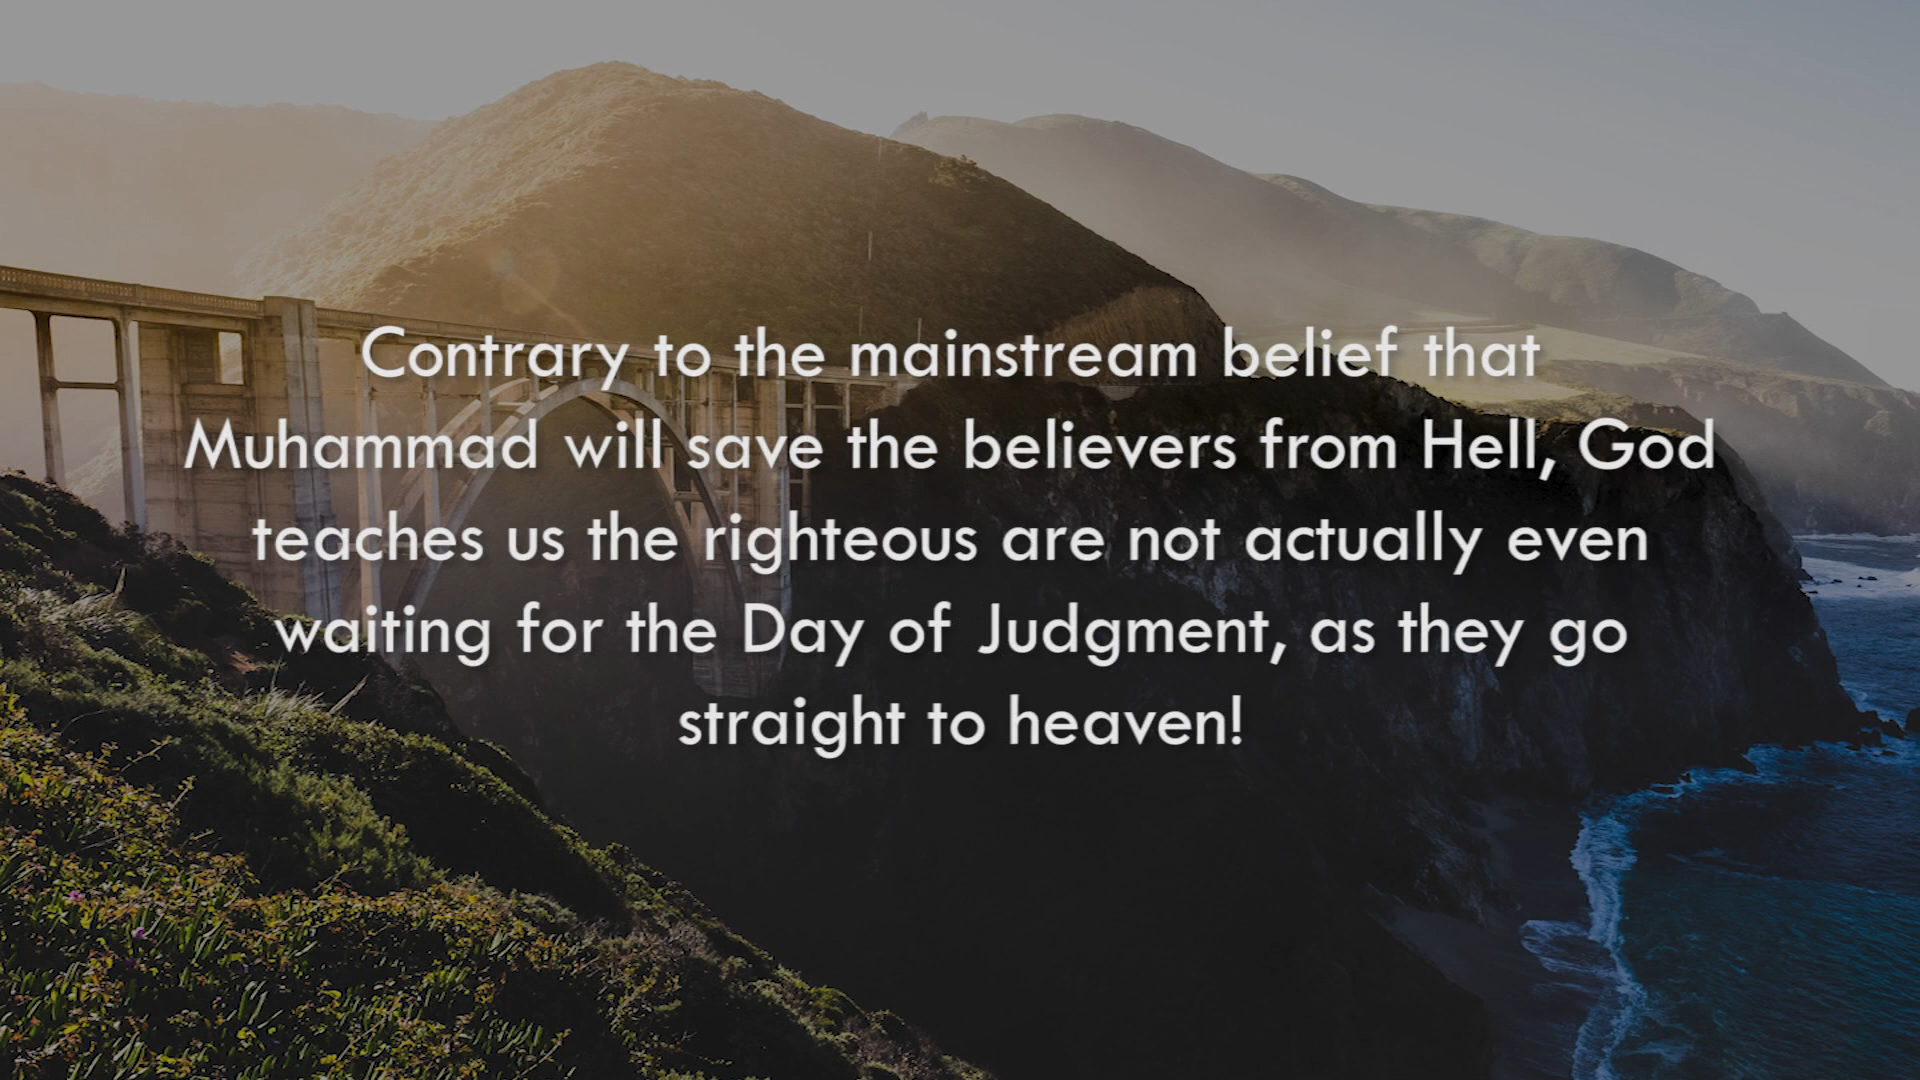 Contrary to the mainstream belief that
Muhammad will save the believers from Hell, God
teaches us the righteous are not actually even
waiting for the Day of Judgment, as they go
straight to heaven!